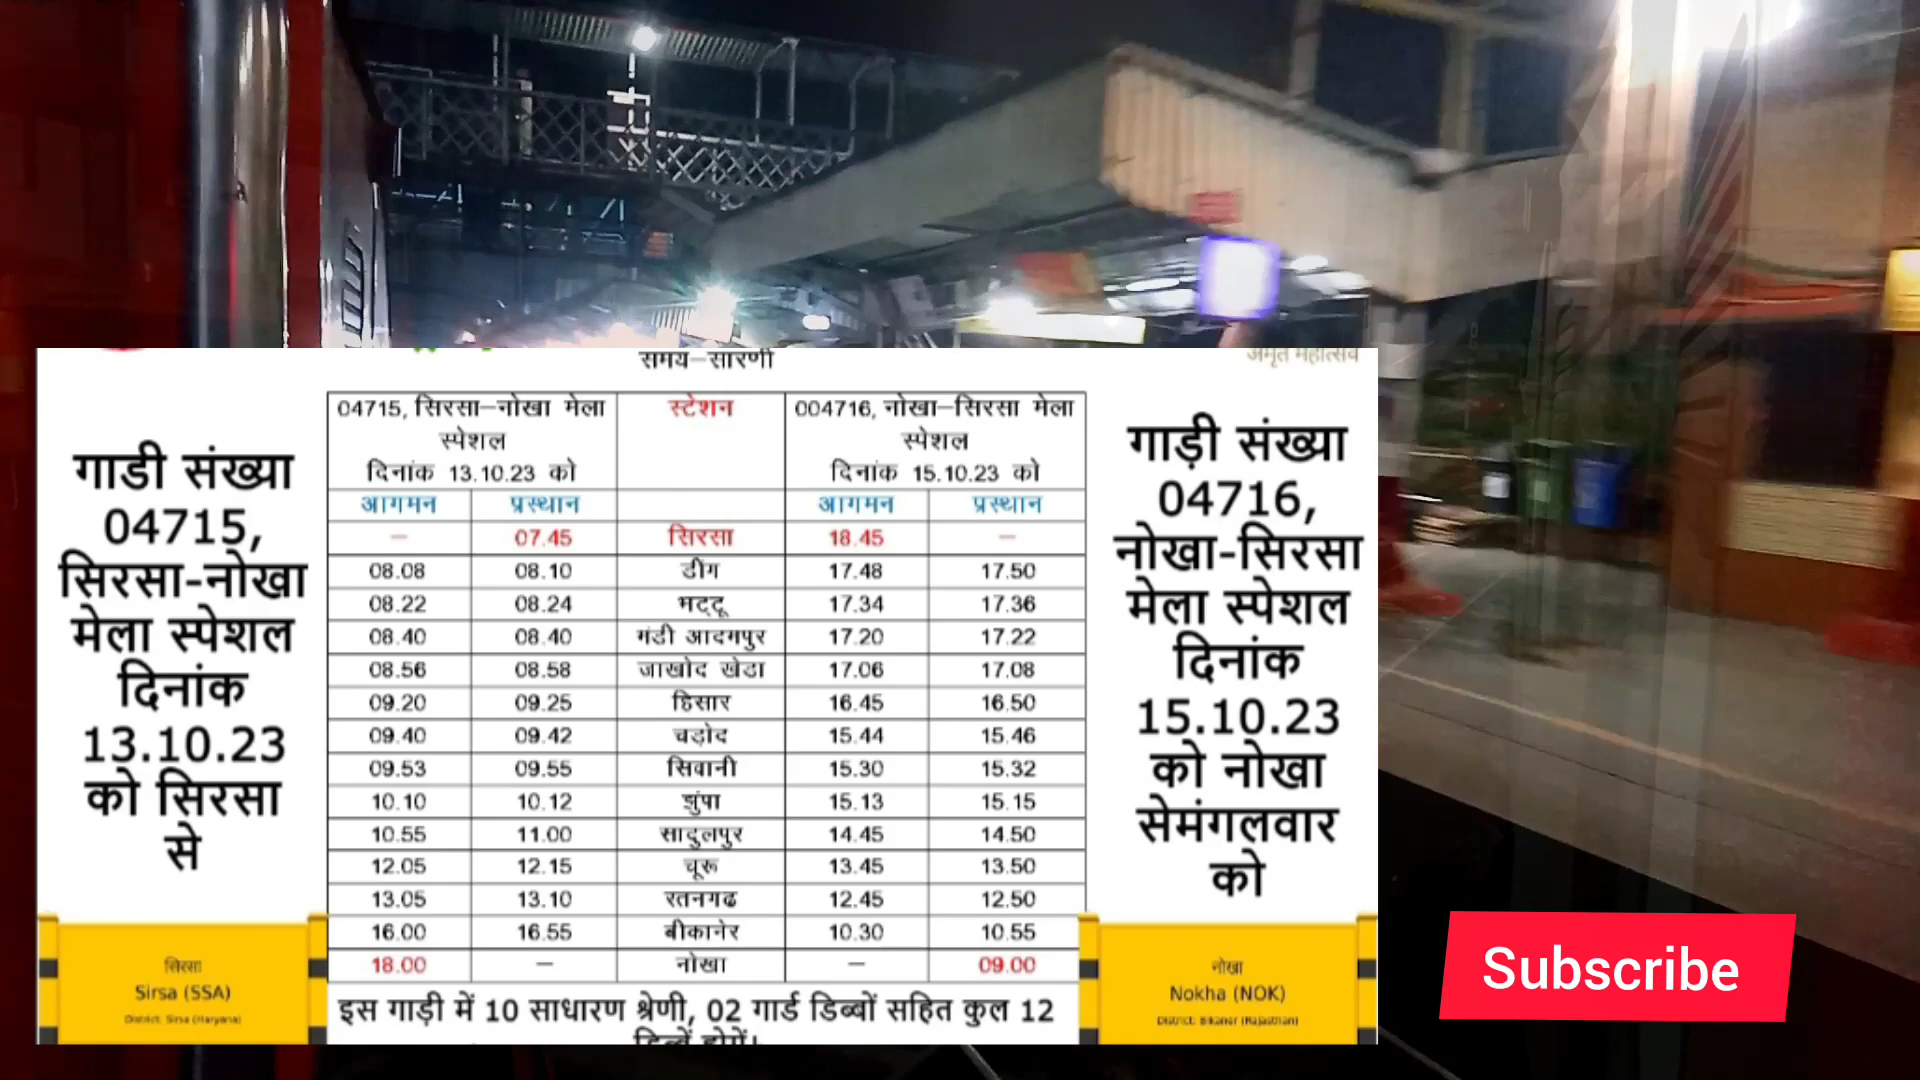 समय–सारणी
अमृत महोत्सव
गाडी संख्या
04715,
सिरसा-नोखा
मेला स्पेशल
दिनांक
13.10.23
को सिरसा
से
04715, सिरसा–नोखा मेला
स्पेशल
दिनांक 13.10.23 को
स्टेशन
004716, नोखा–सिरसा मेला
स्पेशल
दिनांक 15.10.23 को
आगमन प्रस्थान आगमन प्रस्थान
– 07.45 सिरसा 18.45 –
08.08 08.10 डींग 17.48 17.50
08.22 08.24 भट्टू 17.34 17.36
08.40 08.40 मंडी आदमपुर 17.20 17.22
08.56 08.58 जाखोद खेडा 17.06 17.08
09.20 09.25 हिसार 16.45 16.50
09.40 09.42 चड़ोद 15.44 15.46
09.53 09.55 सिवानी 15.30 15.32
10.10 10.12 झुंपा 15.13 15.15
10.55 11.00 सादुलपुर 14.45 14.50
12.05 12.15 चूरू 13.45 13.50
13.05 13.10 रतनगढ 12.45 12.50
16.00 16.55 बीकानेर 10.30 10.55
18.00 – नोखा – 09.00
इस गाड़ी में 10 साधारण श्रेणी, 02 गार्ड डिब्बों सहित कुल 12
डिब्बें होगें।
गाड़ी संख्या
04716,
नोखा-सिरसा
मेला स्पेशल
दिनांक
15.10.23
को नोखा
सेमंगलवार
को
सिरसा
Sirsa (SSA)
District: Sirsa (Haryana)
नोखा
Nokha (NOK)
District: Bikaner (Rajasthan)
Subscribe